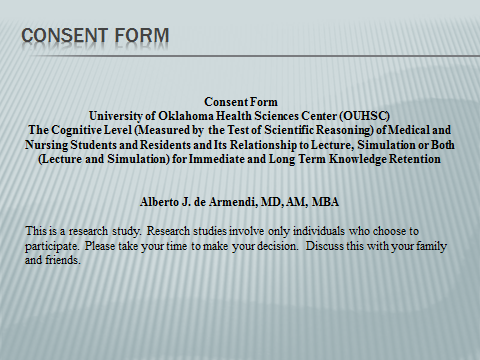 CONSENT FORM
Consent Form
University of Oklahoma Health Sciences Center (OUHSC)
The Cognitive Level (Measured by the Test of Scientific Reasoning) of Medical and
Nursing Students and Residents and Its Relationship to Lecture, Simulation or Both
(Lecture and Simulation) for Immediate and Long Term Knowledge Retention
Alberto J. de Armendi, MD, AM, MBA
This is a research study. Research studies involve only individuals who choose to
participate. Please take your time to make your decision. Discuss this with your family
and friends.